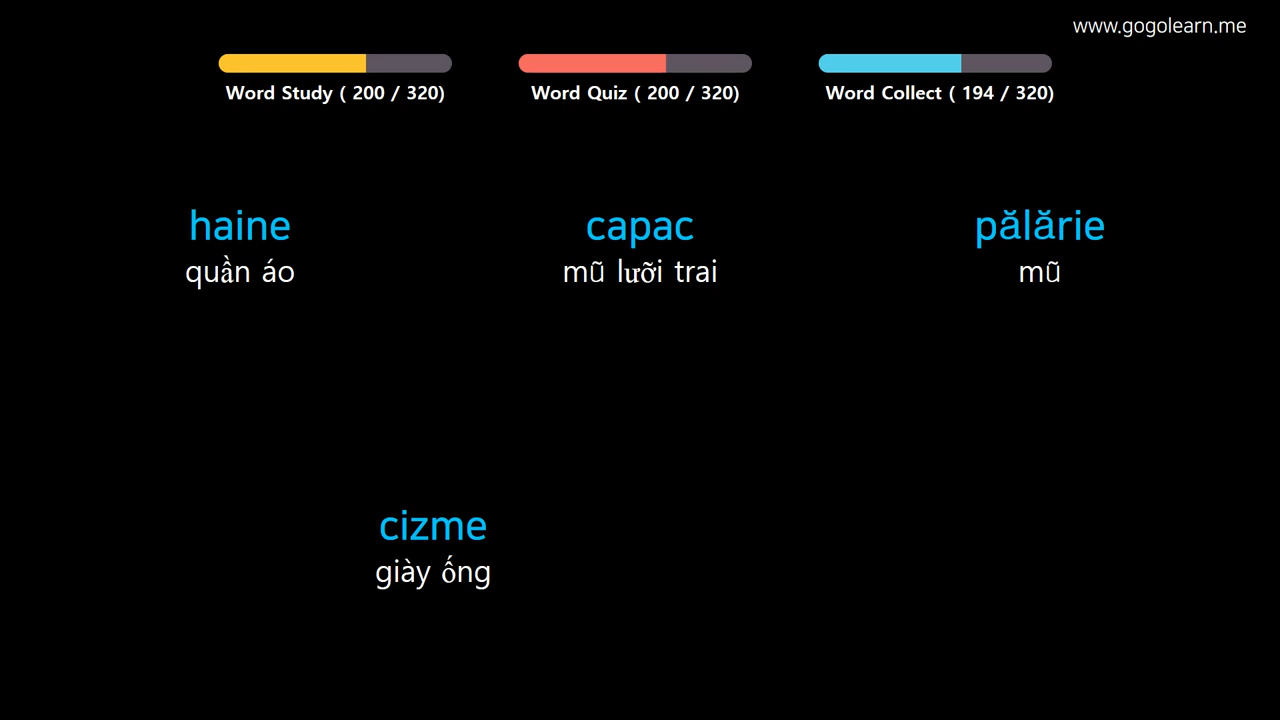 www.gogolearn.me
Word Study ( 200 / 320)
Word Quiz ( 200 / 320)
Word Collect ( 194 / 320)
haine
quần áo
capac
mũ lưỡi trai
pălărie
mũ
cizme
giày ống